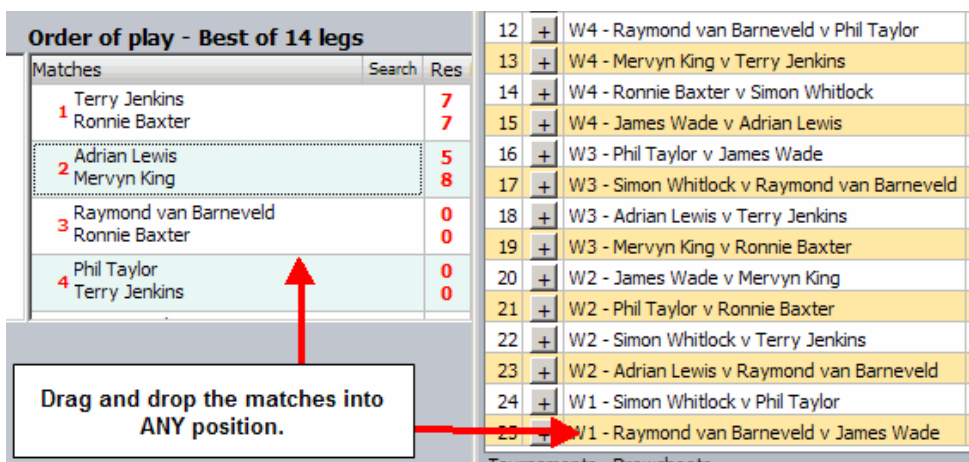 Order of play - Best of 14 legs
Matches Search Res
1 Terry Jenkins 7
Ronnie Baxter 7
2 Adrian Lewis 5
Mervyn King 8
3 Raymond van Barneveld 0
Ronnie Baxter 0
4 Phil Taylor 0
Terry Jenkins 0
Drag and drop the matches into
ANY position.
12 + W4 - Raymond van Barneveld v Phil Taylor
13 + W4 - Mervyn King v Terry Jenkins
14 + W4 - Ronnie Baxter v Simon Whitlock
15 + W4 - James Wade v Adrian Lewis
16 + W3 - Phil Taylor v James Wade
17 + W3 - Simon Whitlock v Raymond van Barneveld
18 + W3 - Adrian Lewis v Terry Jenkins
19 + W3 - Mervyn King v Ronnie Baxter
20 + W2 - James Wade v Mervyn King
21 + W2 - Phil Taylor v Ronnie Baxter
22 + W2 - Simon Whitlock v Terry Jenkins
23 + W2 - Adrian Lewis v Raymond van Barneveld
24 + W1 - Simon Whitlock v Phil Taylor
25 + W1 - Raymond van Barneveld v James Wade